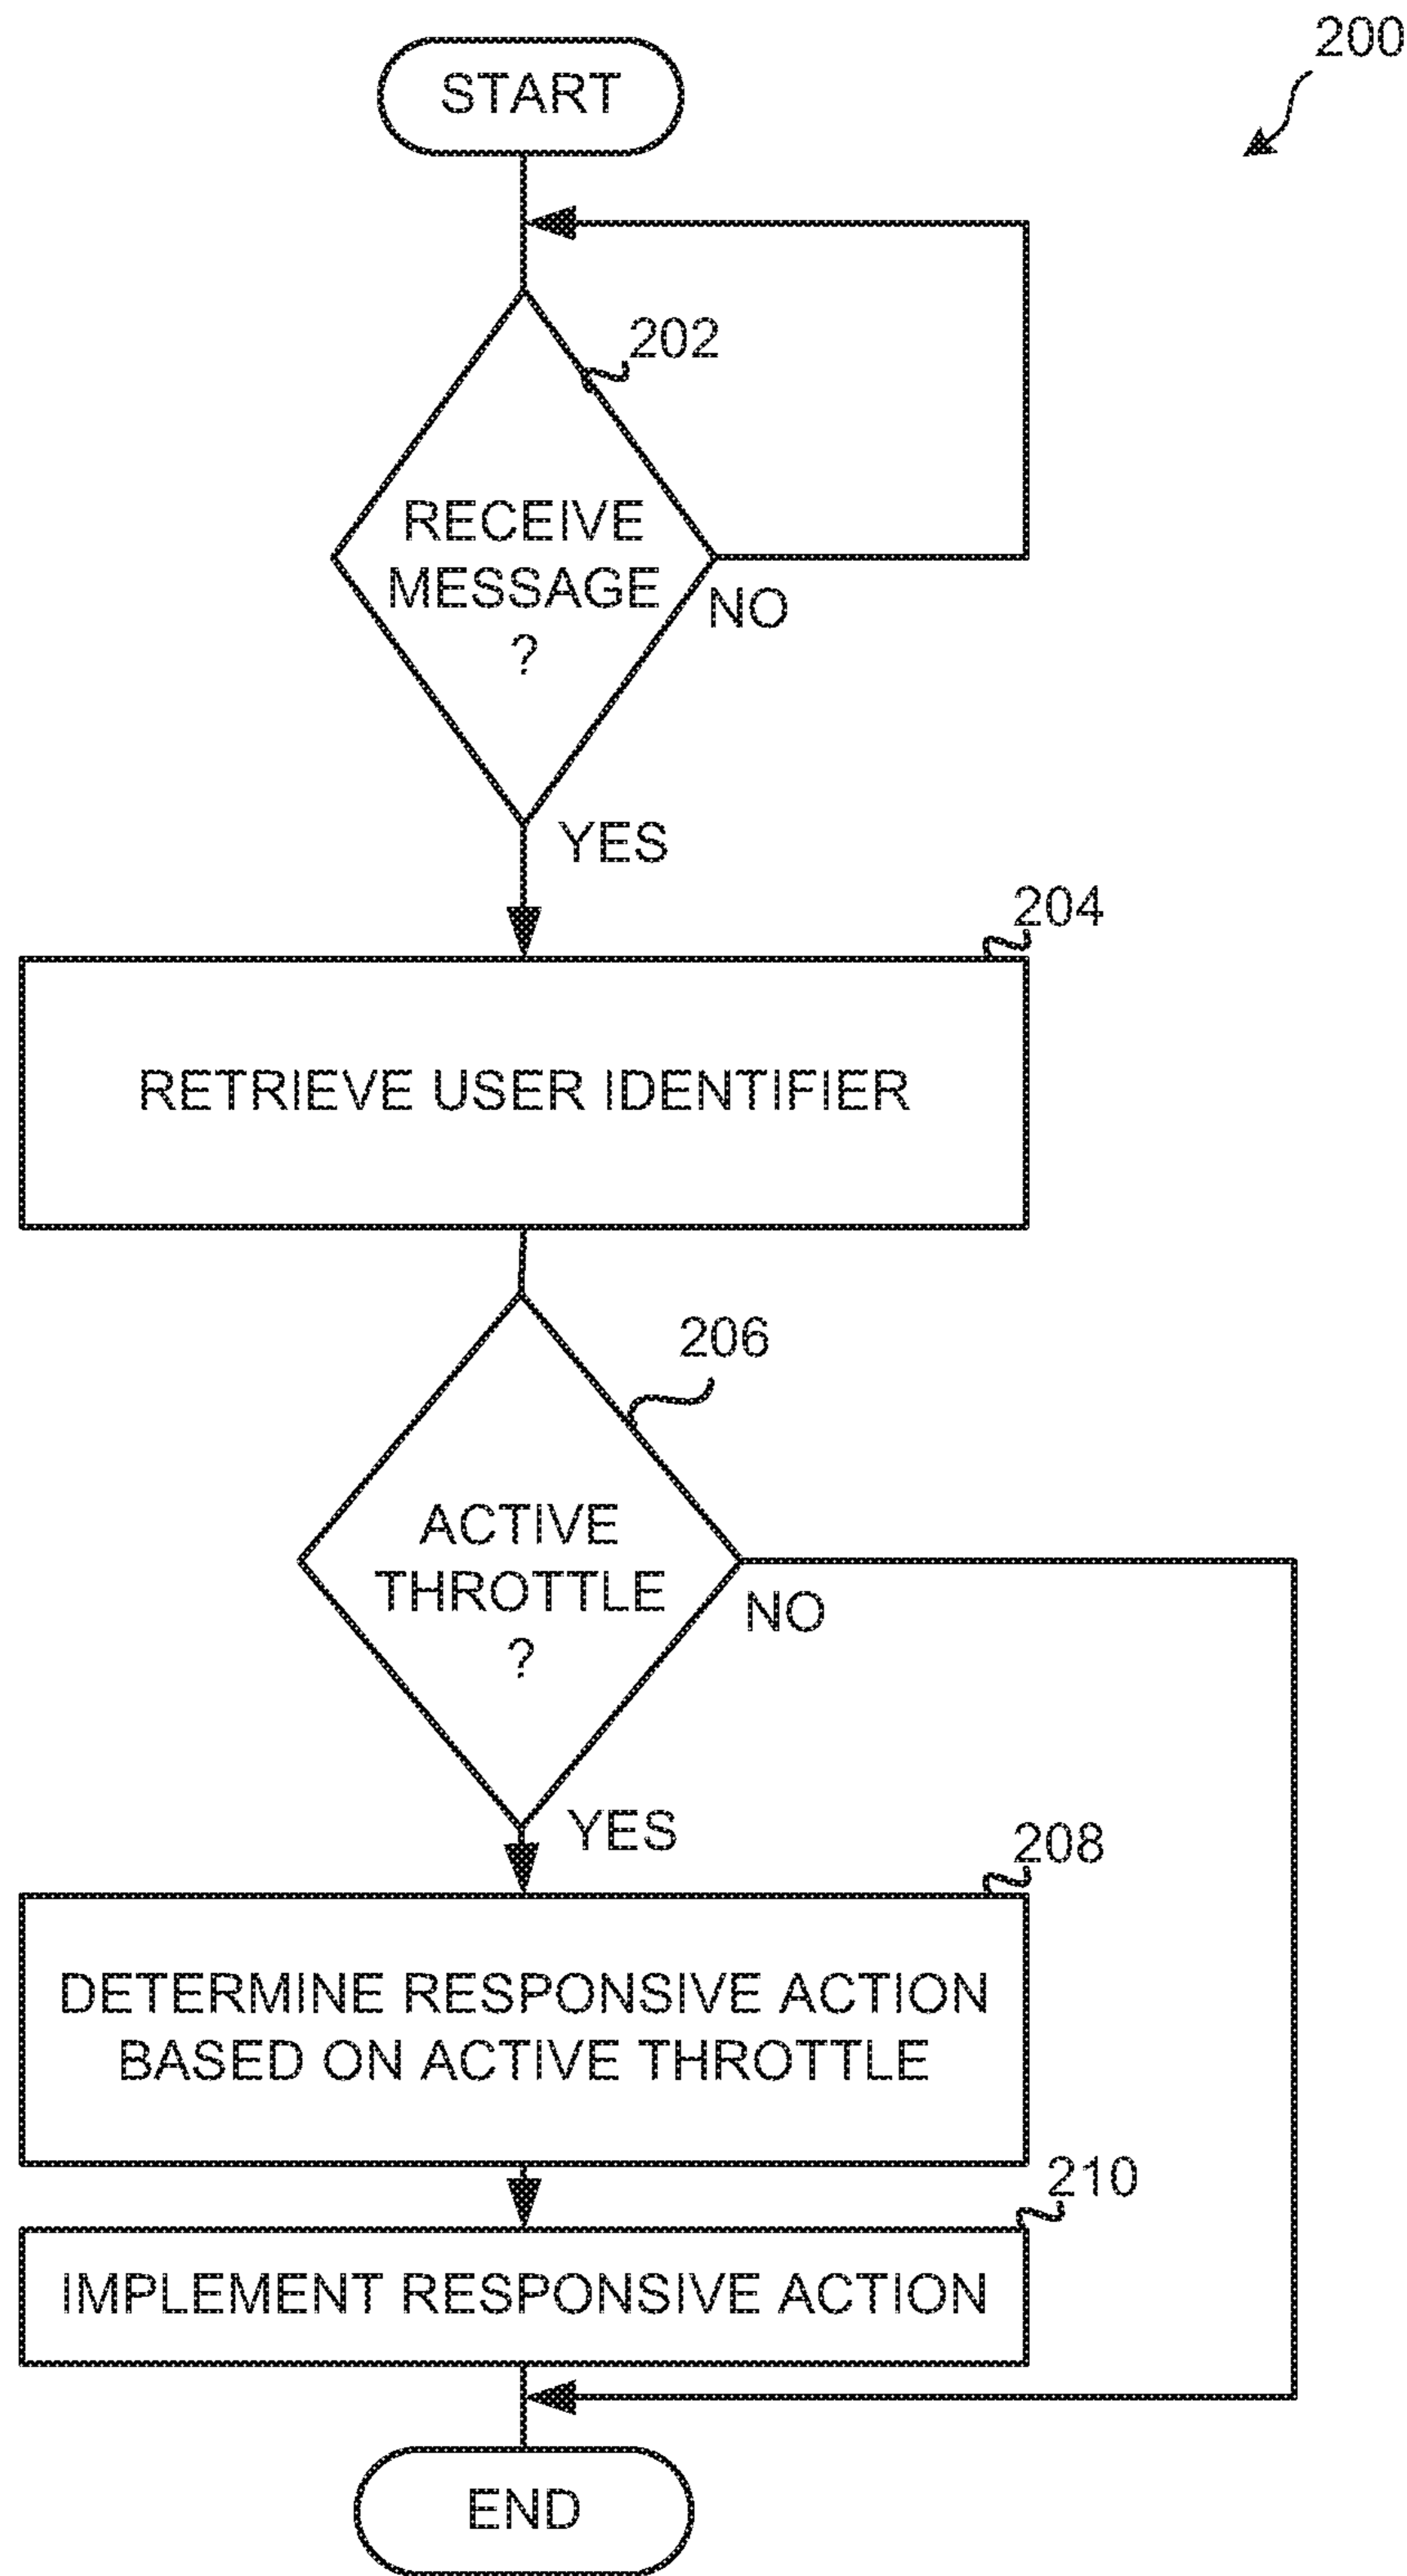 200
START
202
RECEIVE
MESSAGE
?
NO
YES
204
RETRIEVE USER IDENTIFIER
206
ACTIVE
THROTTLE
?
NO
YES
208
DETERMINE RESPONSIVE ACTION
BASED ON ACTIVE THROTTLE
210
IMPLEMENT RESPONSIVE ACTION
END